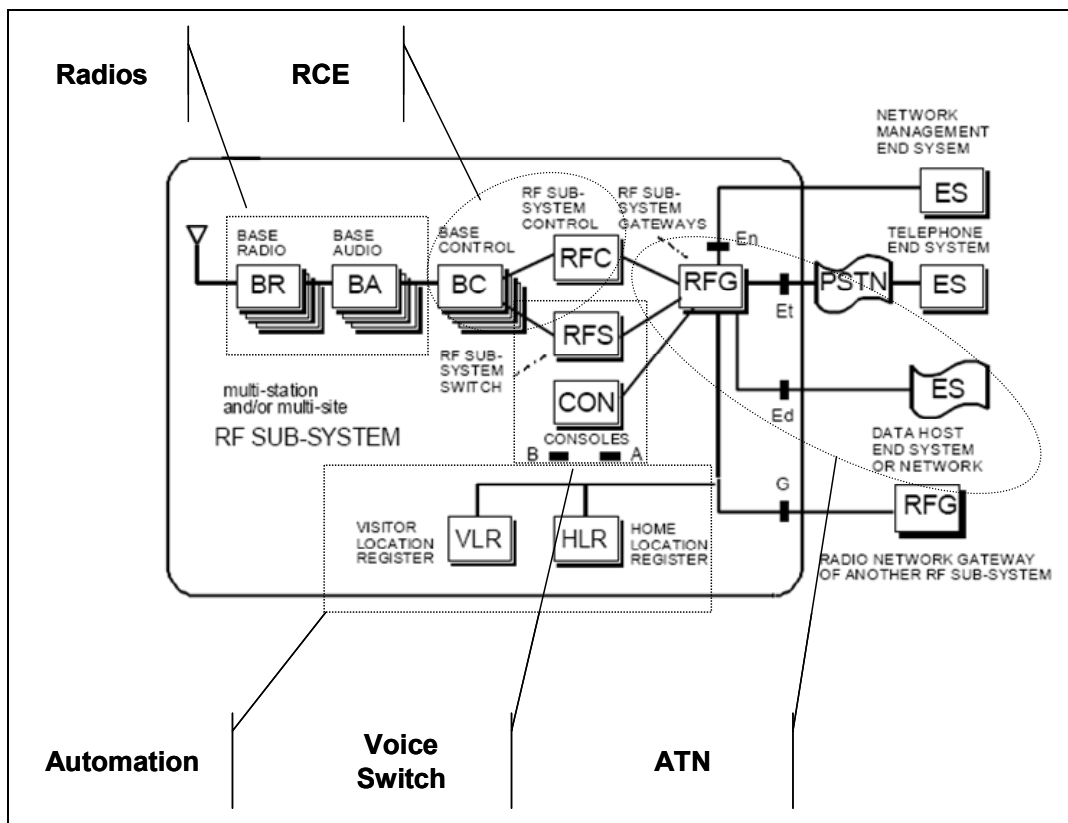 Radios
RCE
NETWORK
MANAGEMENT
END SYSEM
ES
RF SUB-
SYSTEM
CONTROL
RF SUB-
SYSTEM
GATEWAYS
En
TELEPHONE
END SYSTEM
BASE
RADIO
BASE
AUDIO
BASE
CONTROL
BR
BA
BC
RFC
RFG
PSTN
ES
Et
RFS
RF SUB-
SYSTEM
SWITCH
multi-station
and/or multi-site
RF SUB-SYSTEM
CON
CONSOLES
B
A
Ed
ES
DATA HOST
END SYSTEM
OR NETWORK
G
RFG
VISITOR
LOCATION
REGISTER
VLR
HLR
HOME
LOCATION
REGISTER
RADIO NETWORK GATEWAY
OF ANOTHER RF SUB-SYSTEM
Automation
Voice
Switch
ATN